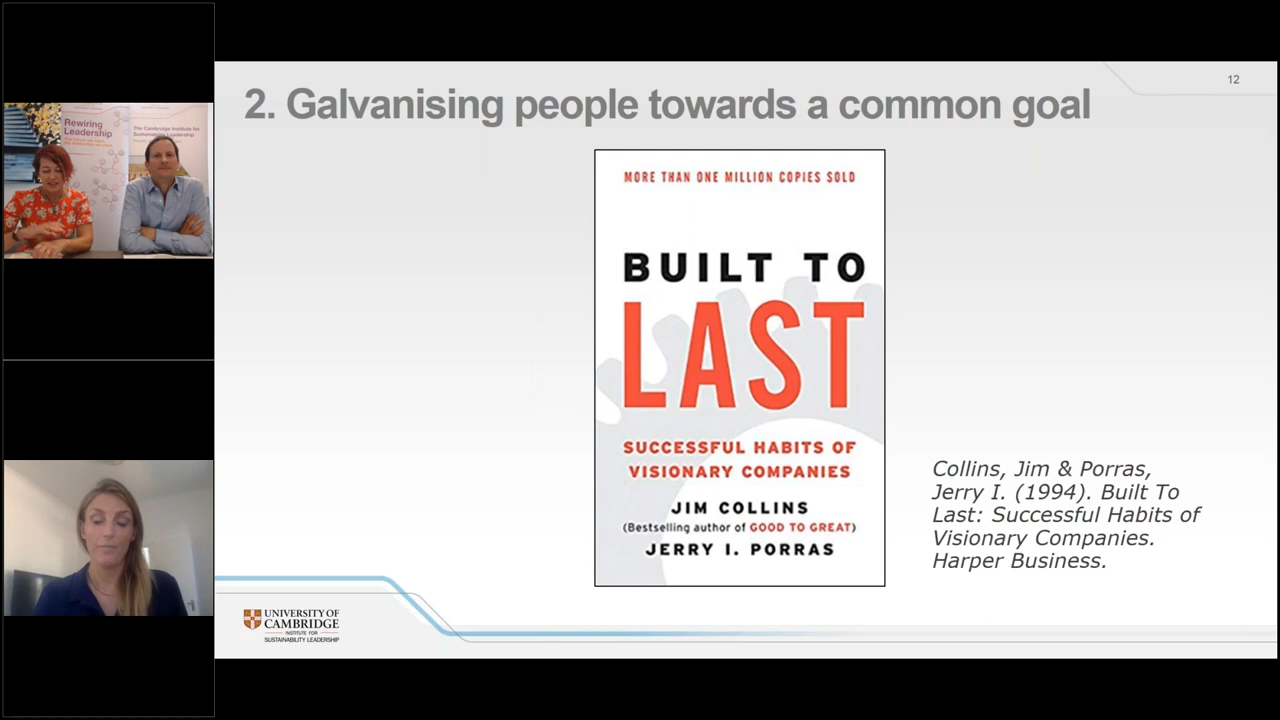 Rewiring
Leadership
The Cambridge Institute for
Sustainability Leadership
12
2. Galvanising people towards a common goal
MORE THAN ONE MILLION COPIES SOLD
BUILT TO
LAST
SUCCESSFUL HABITS OF
VISIONARY COMPANIES
JIM COLLINS
(Bestselling author of GOOD TO GREAT)
JERRY I. PORRAS
Collins, Jim & Porras,
Jerry I. (1994). Built To
Last: Successful Habits of
Visionary Companies.
Harper Business.
UNIVERSITY OF
CAMBRIDGE
INSTITUTE FOR
SUSTAINABILITY LEADERSHIP